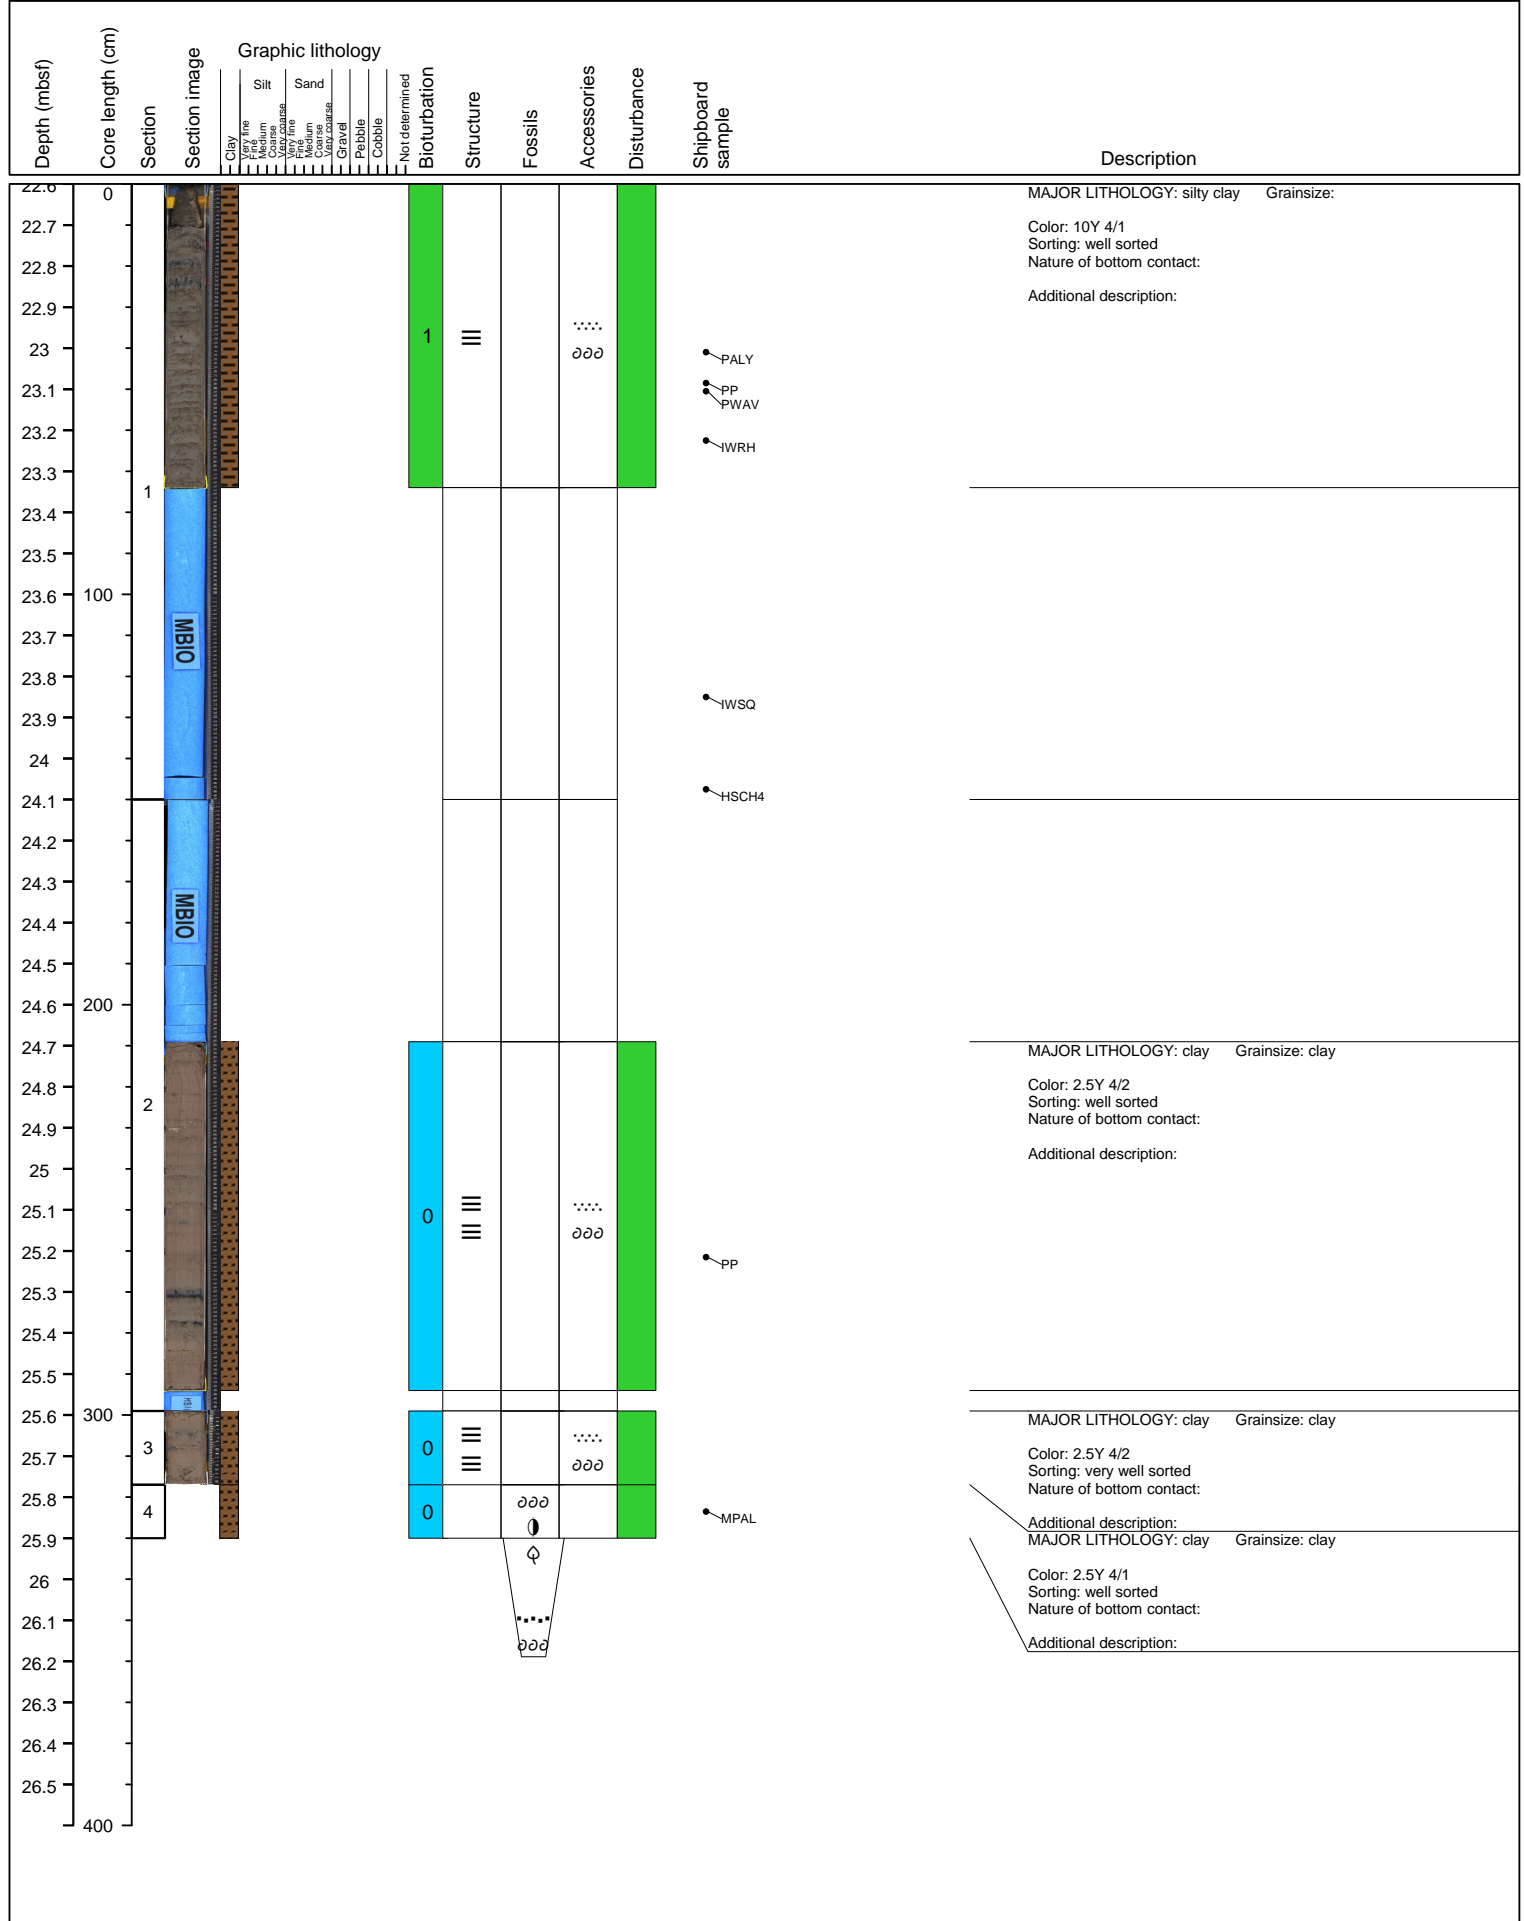 Depth (mbsf)
Core length (cm)
Section
Section image
Graphic lithology
Clay
Silt
Very fine
Fine
Medium
Coarse
Very coarse
Sand
Very fine
Fine
Medium
Coarse
Very coarse
Gravel
Pebble
Cobble
Not determined
Bioturbation
Structure
Fossils
Accessories
Disturbance
Shipboard
sample
Description
22.6
22.7
22.8
22.9
23
23.1
23.2
23.3
23.4
23.5
23.6
23.7
23.8
23.9
24
24.1
24.2
24.3
24.4
24.5
24.6
24.7
24.8
24.9
25
25.1
25.2
25.3
25.4
25.5
25.6
25.7
25.8
25.9
26
26.1
26.2
26.3
26.4
26.5
0
100
200
300
400
1
2
3
4
MBIO
MBIO
1
0
0
0
PALY
PP
PWAV
IWRH
IWSQ
HSCH4
PP
MPAL
MAJOR LITHOLOGY: silty clay Grainsize:
Color: 10Y 4/1
Sorting: well sorted
Nature of bottom contact:
Additional description:
MAJOR LITHOLOGY: clay Grainsize: clay
Color: 2.5Y 4/2
Sorting: well sorted
Nature of bottom contact:
Additional description:
MAJOR LITHOLOGY: clay Grainsize: clay
Color: 2.5Y 4/2
Sorting: very well sorted
Nature of bottom contact:
Additional description:
MAJOR LITHOLOGY: clay Grainsize: clay
Color: 2.5Y 4/1
Sorting: well sorted
Nature of bottom contact:
Additional description: